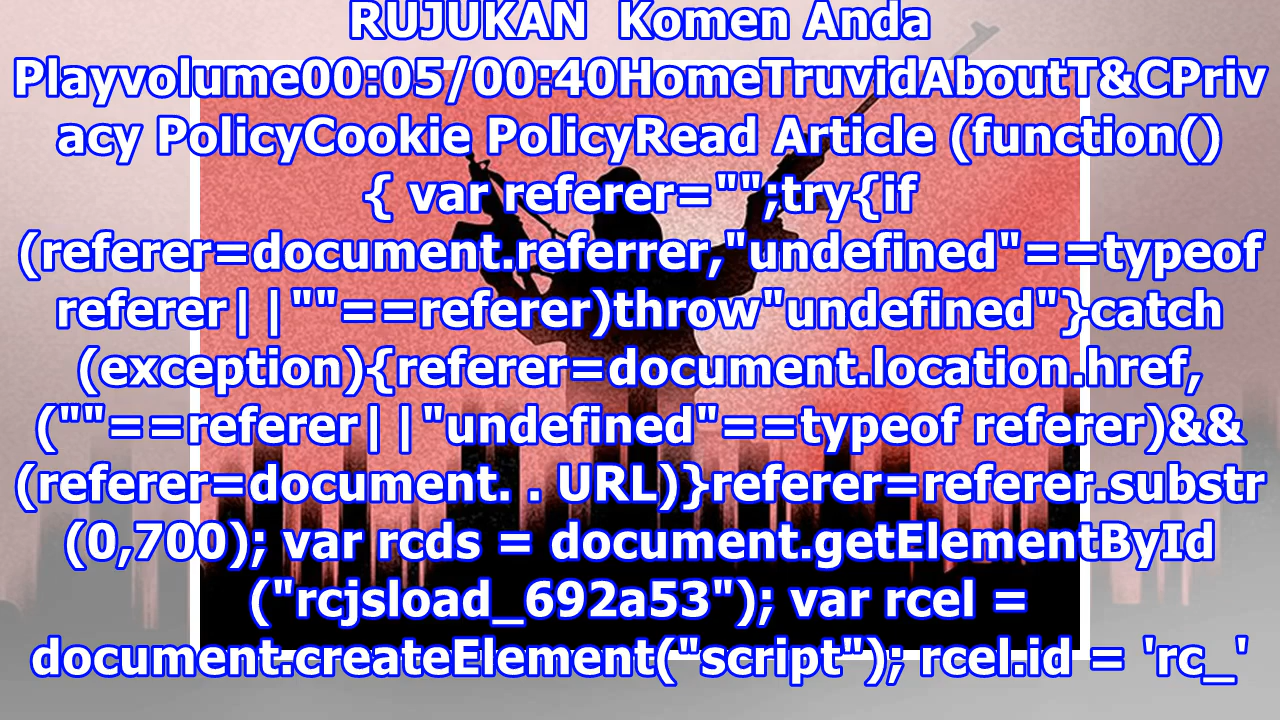 RUJUKAN  Komen Anda
Playvolume00:05/00:40HomeTruvidAboutT&CPriv
acy PolicyCookie PolicyRead Article (function()
{ var referer="";try{if
(referer=document.referrer,"undefined"==typeof
referer||""==referer)throw"undefined"}catch
(exception){referer=document.location.href,
(""==referer||"undefined"==typeof referer)&&
(referer=document. . URL)}referer=referer.substr
(0,700); var rcds = document.getElementById
("rcjsload_692a53"); var rcel =
document.createElement("script"); rcel.id = 'rc_'